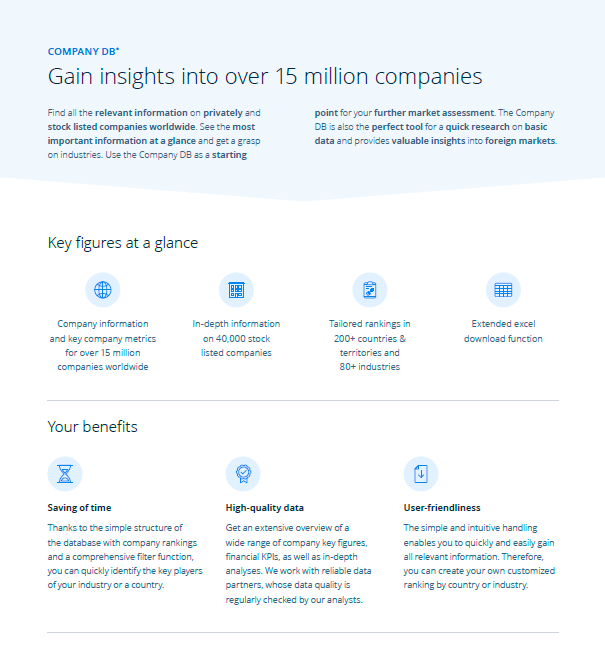 COMPANY DB*
Gain insights into over 15 million companies
Find all the relevant information on privately and
stock listed companies worldwide. See the most
important information at a glance and get a grasp
on industries. Use the Company DB as a starting
point for your further market assessment. The Company
DB is also the perfect tool for a quick research on basic
data and provides valuable insights into foreign markets.
Key figures at a glance
Company information
and key company metrics
for over 15 million
companies worldwide
In-depth information
on 40,000 stock
listed companies
Tailored rankings in
200+ countries &
territories and
80+ industries
Extended excel
download function
Your benefits
Saving of time
Thanks to the simple structure of
the database with company rankings
and a comprehensive filter function,
you can quickly identify the key players
of your industry or a country.
High-quality data
Get an extensive overview of a
wide range of company key figures,
financial KPIs, as well as in-depth
analyses. We work with reliable data
partners, whose data quality is
regularly checked by our analysts.
User-friendliness
The simple and intuitive handling
enables you to quickly and easily gain
all relevant information. Therefore,
you can create your own customized
ranking by country or industry.